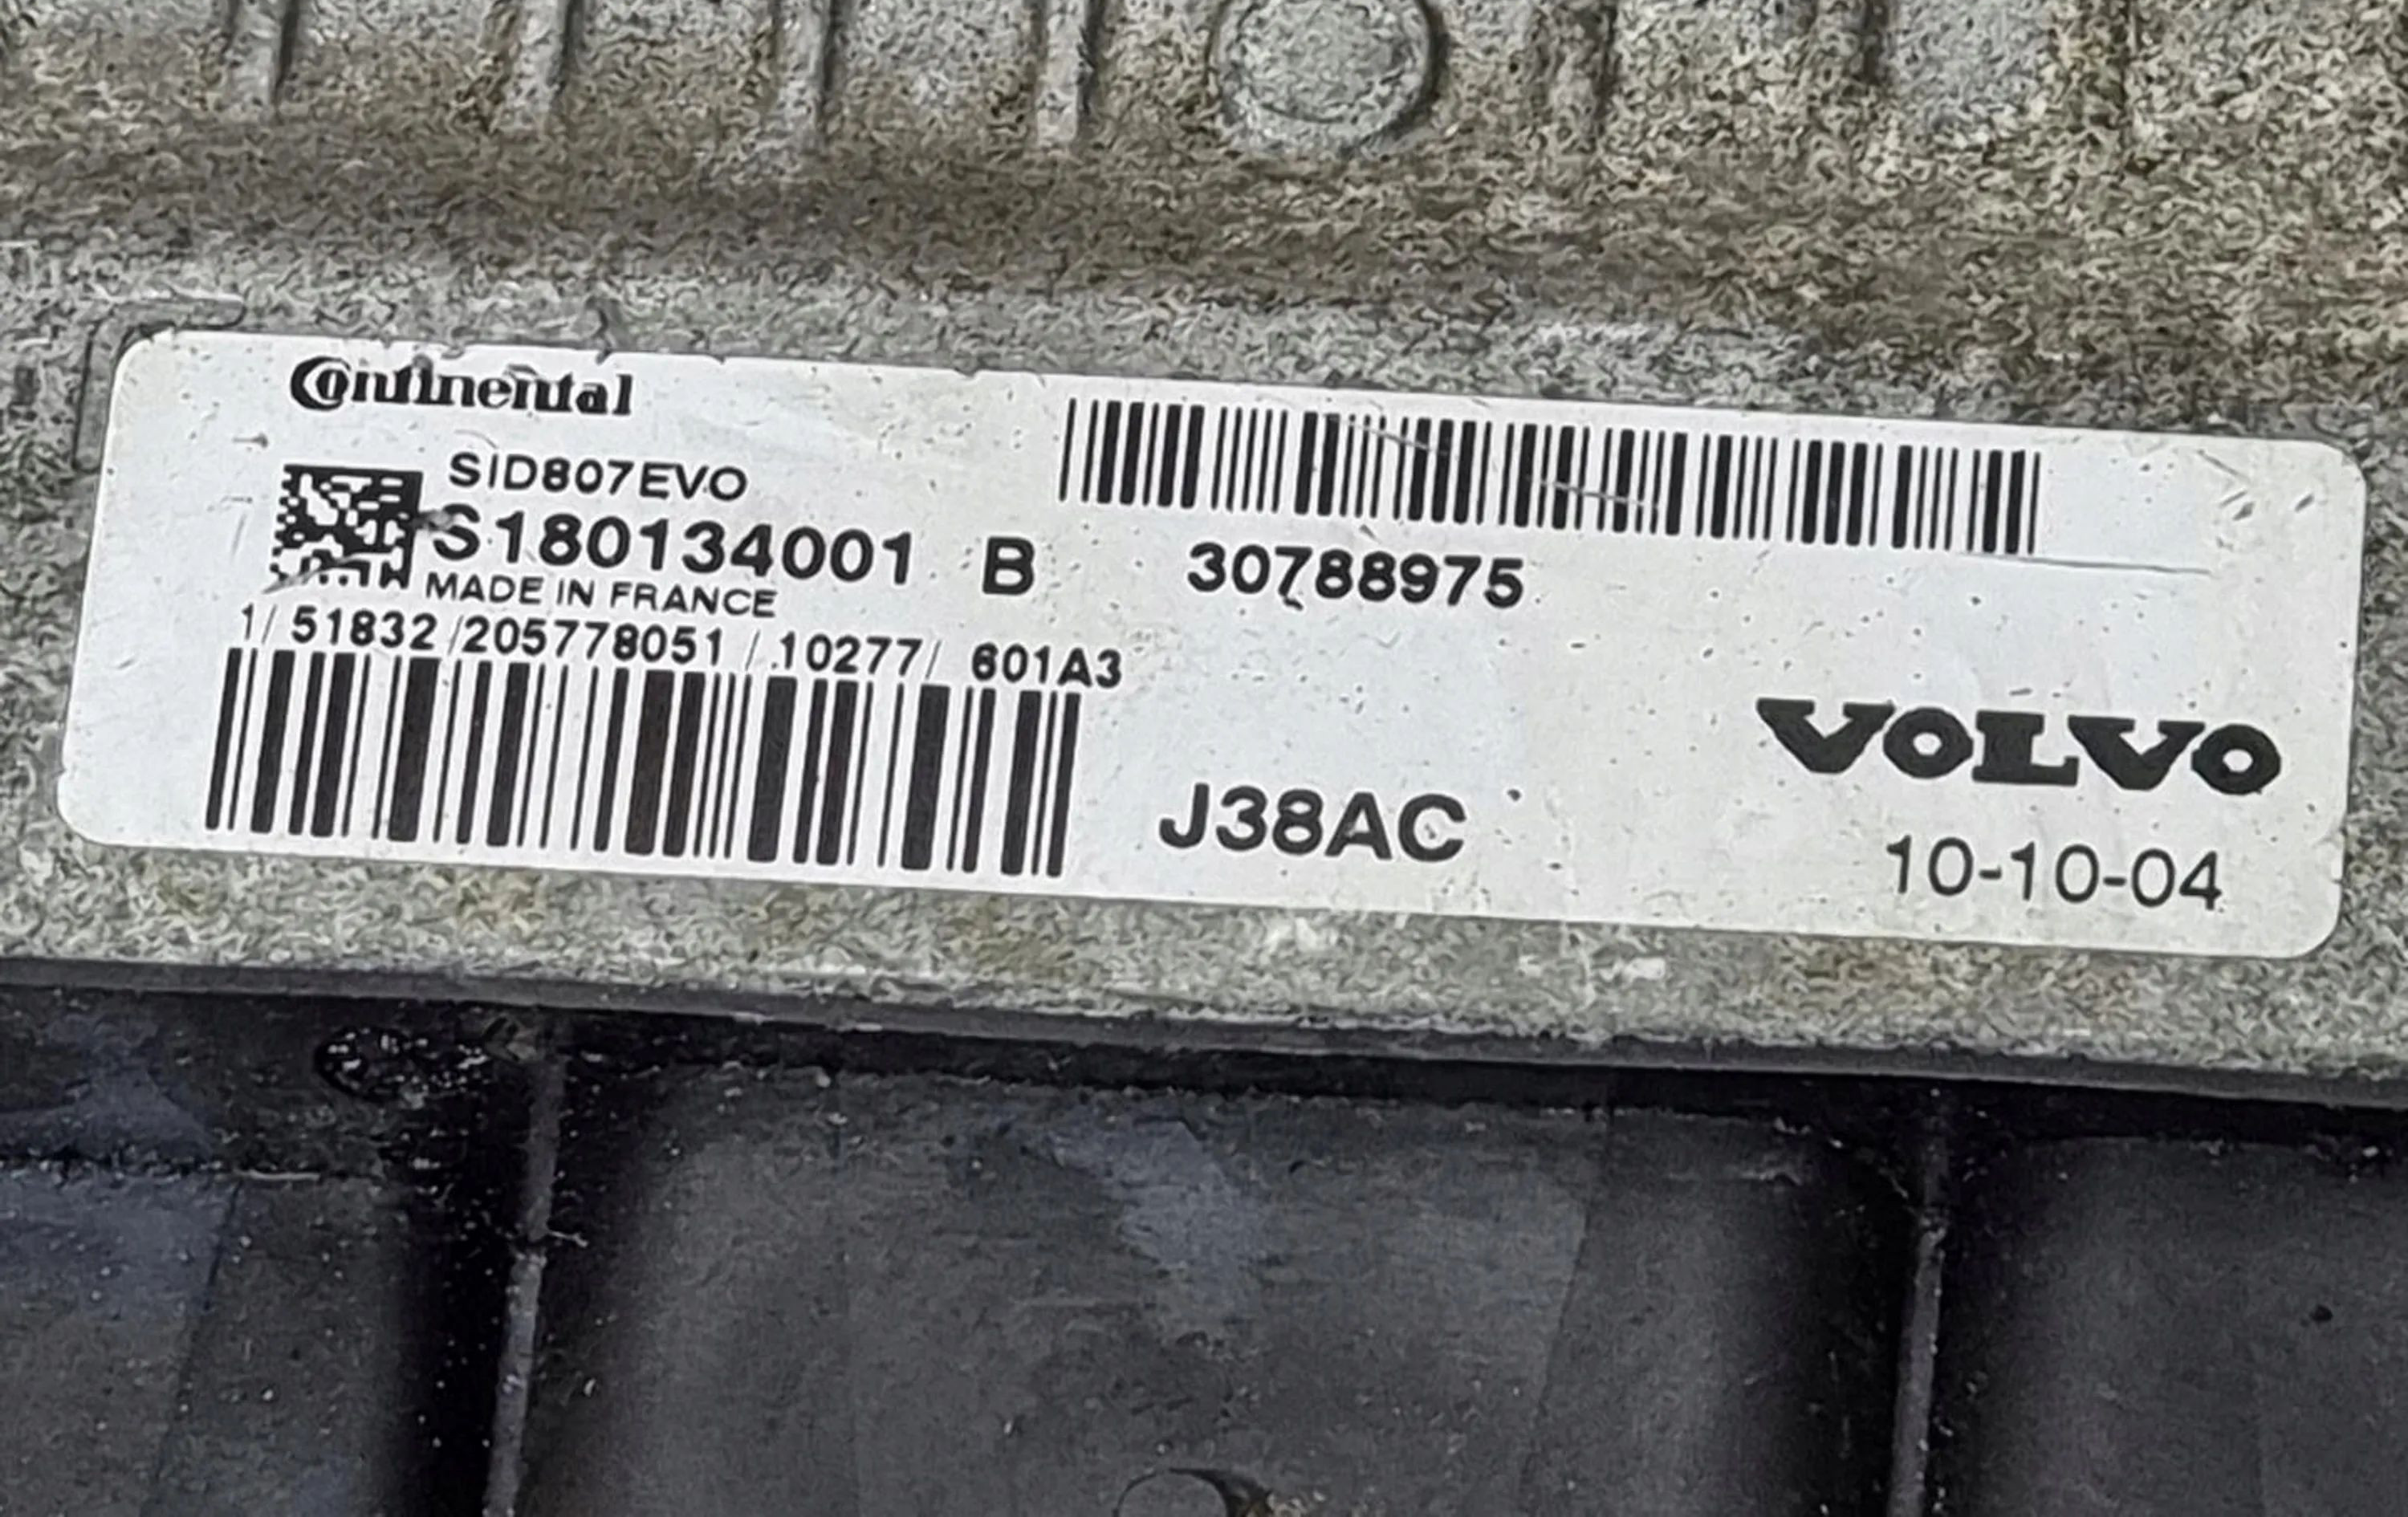 Continental
SID807EVO
S180134001 B
MADE IN FRANCE
1/ 51832 /205778051 / 10277/ 601A3
30788975
J38AC
VOLVO
10-10-04